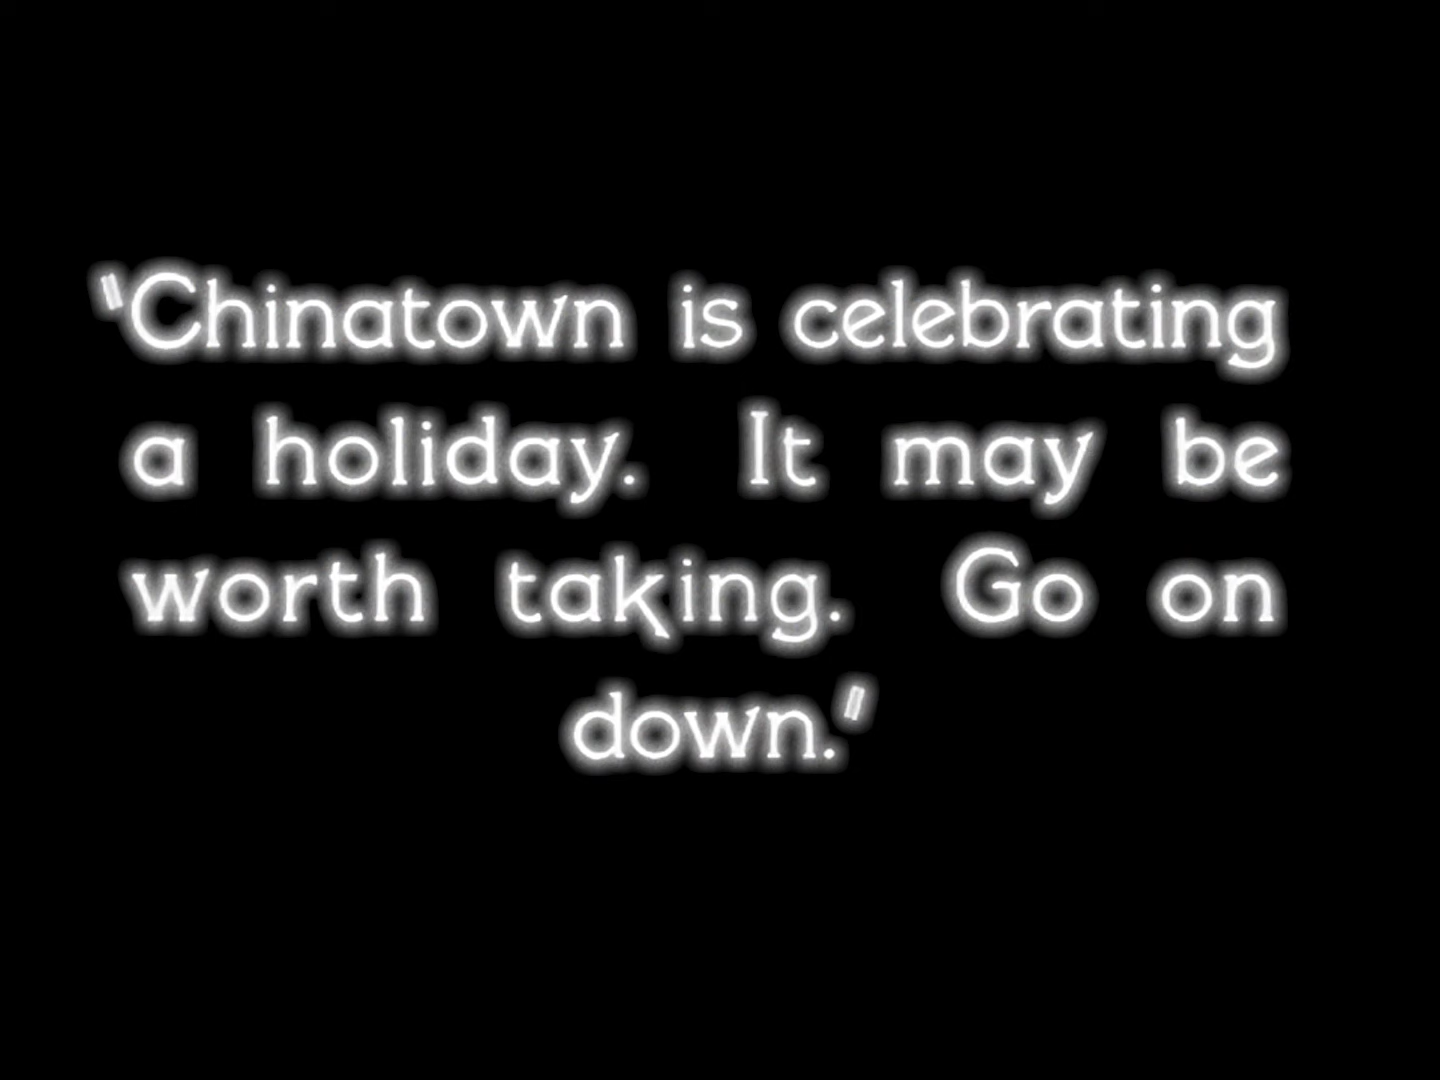 "Chinatown is celebrating
a holiday. It may be
worth taking. Go on
down."